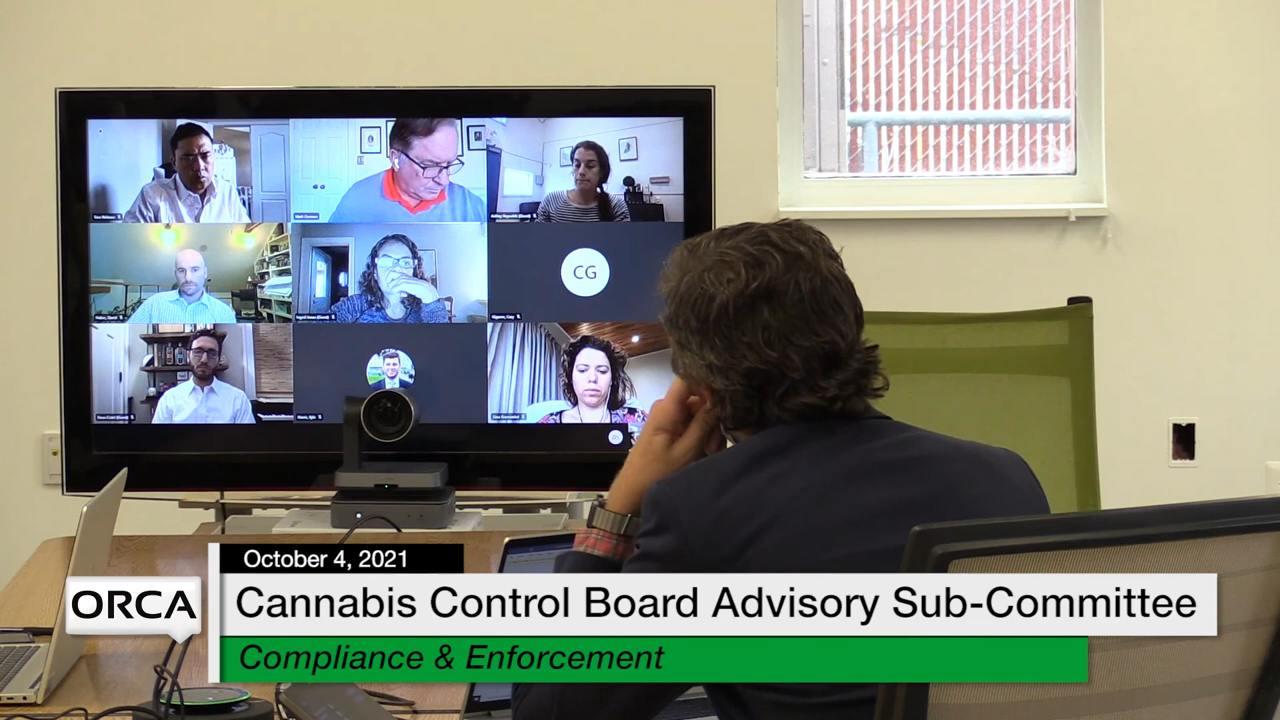 CG
October 4, 2021
ORCA
Cannabis Control Board Advisory Sub-Committee
Compliance & Enforcement